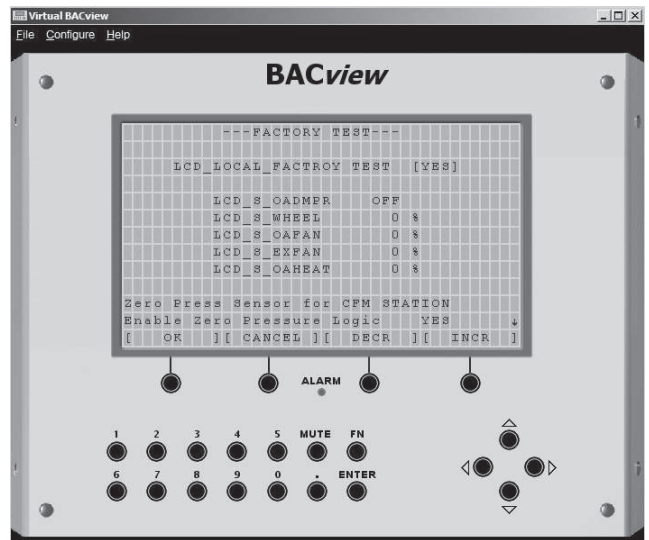 Virtual BACview
File Configure Help
BACview
---FACTORY TEST---
LCD_LOCAL_FACTROY TEST [YES]
LCD_S_OADMPR OFF
LCD_S_WHEEL 0 %
LCD_S_OAFAN 0 %
LCD_S_EXFAN 0 %
LCD_S_OAHEAT 0 %
Zero Press Sensor for CFM STATION
Enable Zero Pressure Logic YES ↓
[ OK ][ CANCEL ][ DECR ][ INCR ]
ALARM
1 2 3 4 5 MUTE FN
6 7 8 9 0 . ENTER